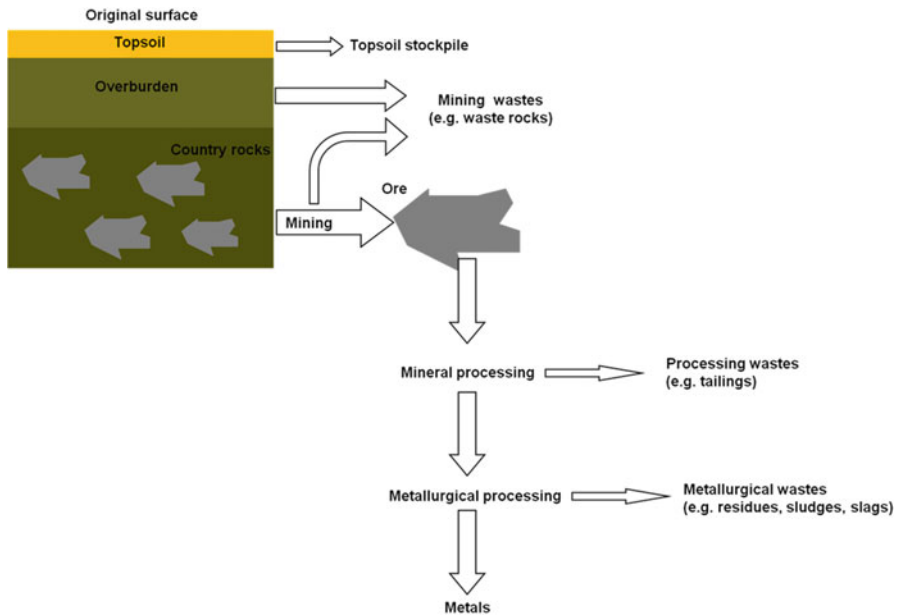 Original surface
Topsoil
Topsoil stockpile
Overburden
Mining wastes
(e.g. waste rocks)
Country rocks
Ore
Mining
Mineral processing
Processing wastes
(e.g. tailings)
Metallurgical processing
Metallurgical wastes
(e.g. residues, sludges, slags)
Metals